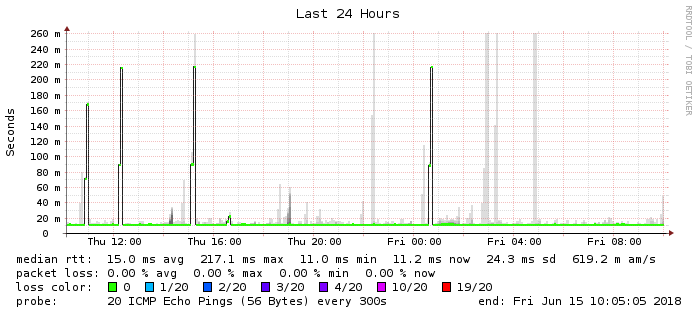 Last 24 Hours
RRDTOOL / TOBI OETIKER
Seconds
260 m
240 m
220 m
200 m
180 m
160 m
140 m
120 m
100 m
80 m
60 m
40 m
20 m
0
Thu 12:00 Thu 16:00 Thu 20:00 Fri 00:00 Fri 04:00 Fri 08:00
median rtt: 15.0 ms avg 217.1 ms max 11.0 ms min 11.2 ms now 24.3 ms sd 619.2 m am/s
packet loss: 0.00 % avg 0.00 % max 0.00 % min 0.00 % now
loss color: 0 1/20 2/20 3/20 4/20 10/20 19/20
probe: 20 ICMP Echo Pings (56 Bytes) every 300s end: Fri Jun 15 10:05:05 2018